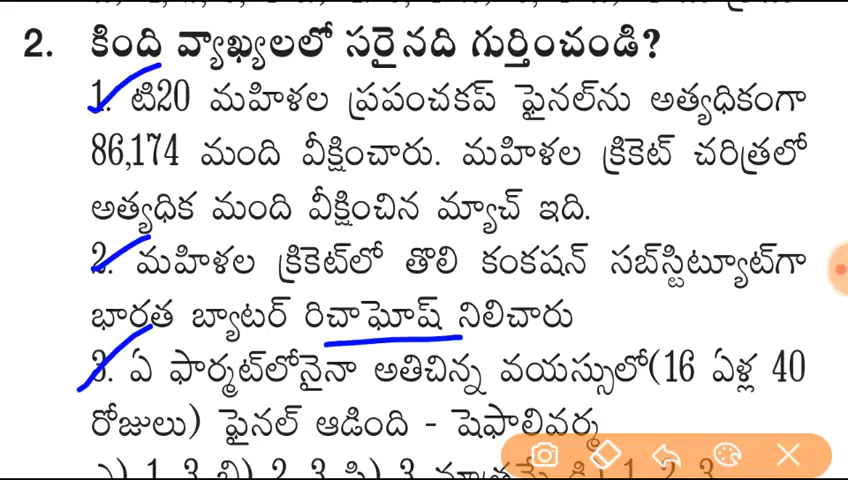 2. కింది వ్యాఖ్యలలో సరైనది గుర్తించండి?
1. టి20 మహిళల ప్రపంచకప్ ఫైనల్‌ను అత్యధికంగా
86,174 మంది వీక్షించారు. మహిళల క్రికెట్ చరిత్రలో
అత్యధిక మంది వీక్షించిన మ్యాచ్ ఇది.
2. మహిళల క్రికెట్‌లో తొలి కంకషన్ సబ్‌స్టిట్యూట్‌గా
భారత బ్యాటర్ రిచాఘోష్ నిలిచారు
3. ఏ ఫార్మట్‌లోనైనా అతిచిన్న వయస్సులో(16 ఏళ్ల 40
రోజులు) ఫైనల్ ఆడింది - షెఫాలివర్మ